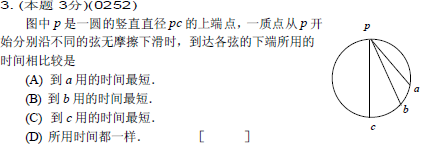 3. (本题 3分)(0252)
图中 p 是一圆的竖直直径 pc 的上端点，一质点从 p 开
始分别沿不同的弦无摩擦下滑时，到达各弦的下端所用的
时间相比较是
(A) 到 a 用的时间最短.
(B) 到 b 用的时间最短.
(C) 到 c 用的时间最短.
(D) 所用时间都一样. [ ]
p
a
b
c